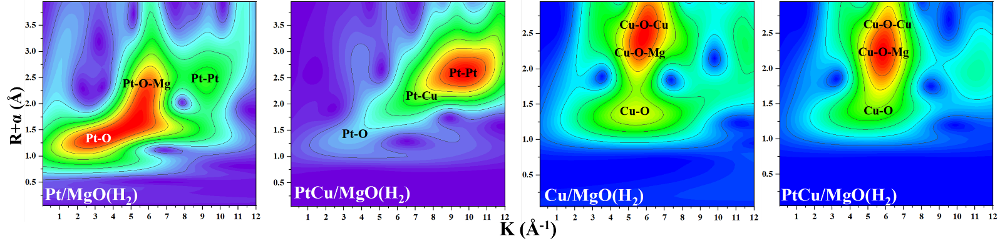 R+α (Å)
3.5
3.0
2.5
2.0
1.5
1.0
0.5
Pt-O-Mg
Pt-Pt
Pt-O
Pt/MgO(H₂)
1 2 3 4 5 6 7 8 9 10 11 12
3.5
3.0
2.5
2.0
1.5
1.0
0.5
Pt-Pt
Pt-Cu
Pt-O
PtCu/MgO(H₂)
1 2 3 4 5 6 7 8 9 10 11 12
2.5
2.0
1.5
1.0
0.5
Cu-O-Cu
Cu-O-Mg
Cu-O
Cu/MgO(H₂)
1 2 3 4 5 6 7 8 9 10 11 12
2.5
2.0
1.5
1.0
0.5
Cu-O-Cu
Cu-O-Mg
Cu-O
PtCu/MgO(H₂)
1 2 3 4 5 6 7 8 9 10 11 12
K (Å⁻¹)